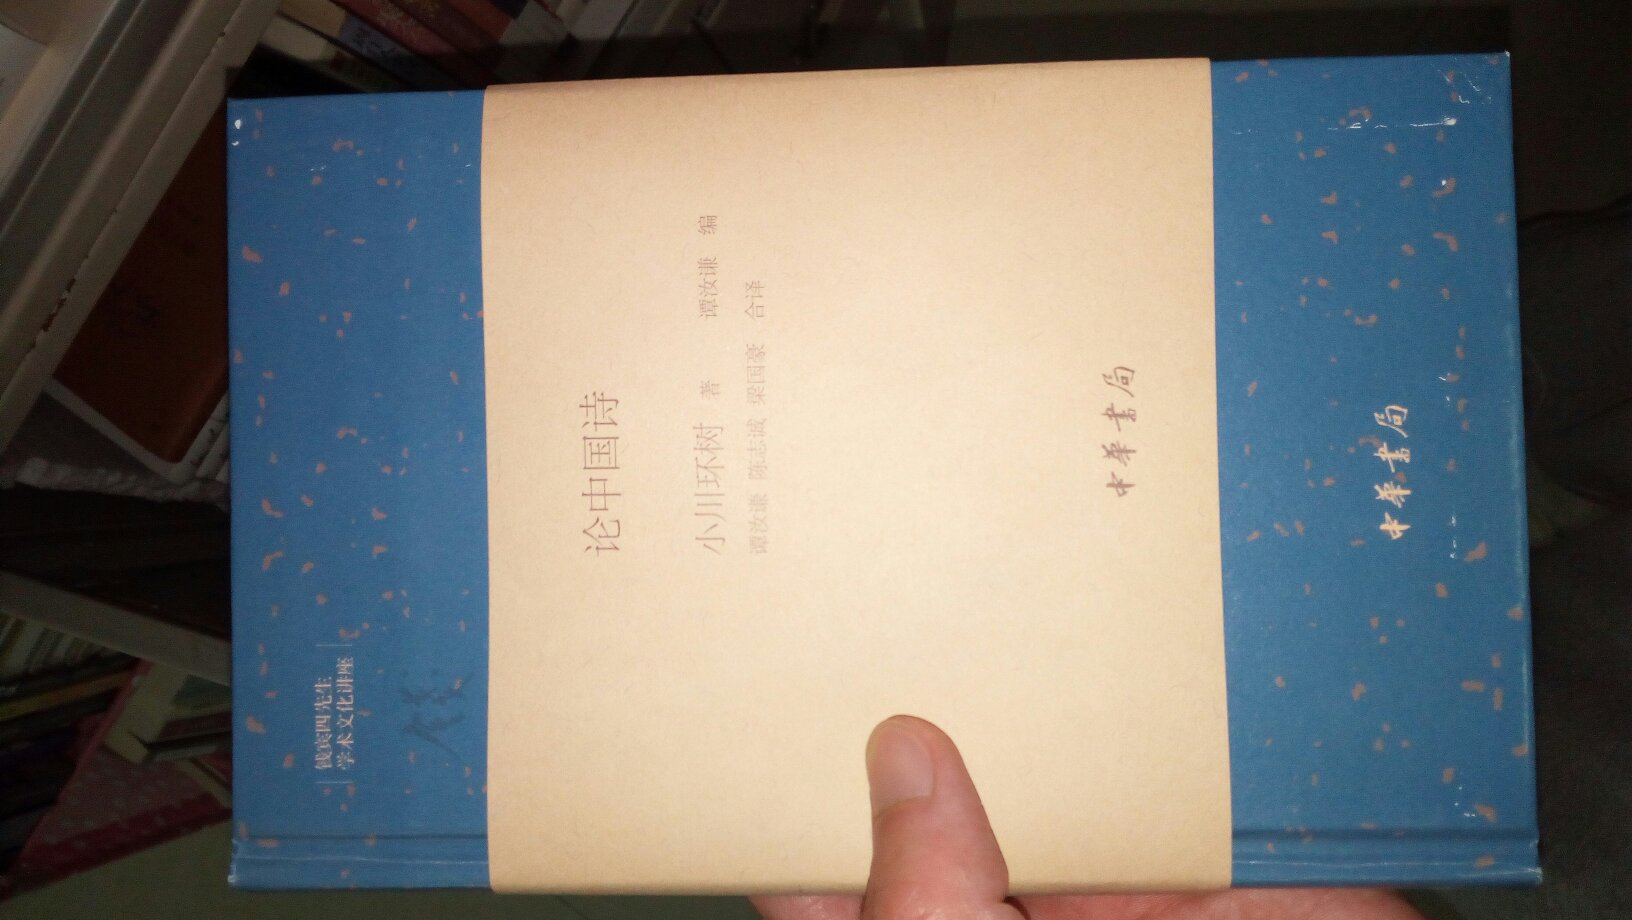 钱宾四先生
学术文化讲座
论中国诗
小川环树 著 谭汝谦 编
谭汝谦 陈志诚 梁国豪 合译
中华书局
中华书局